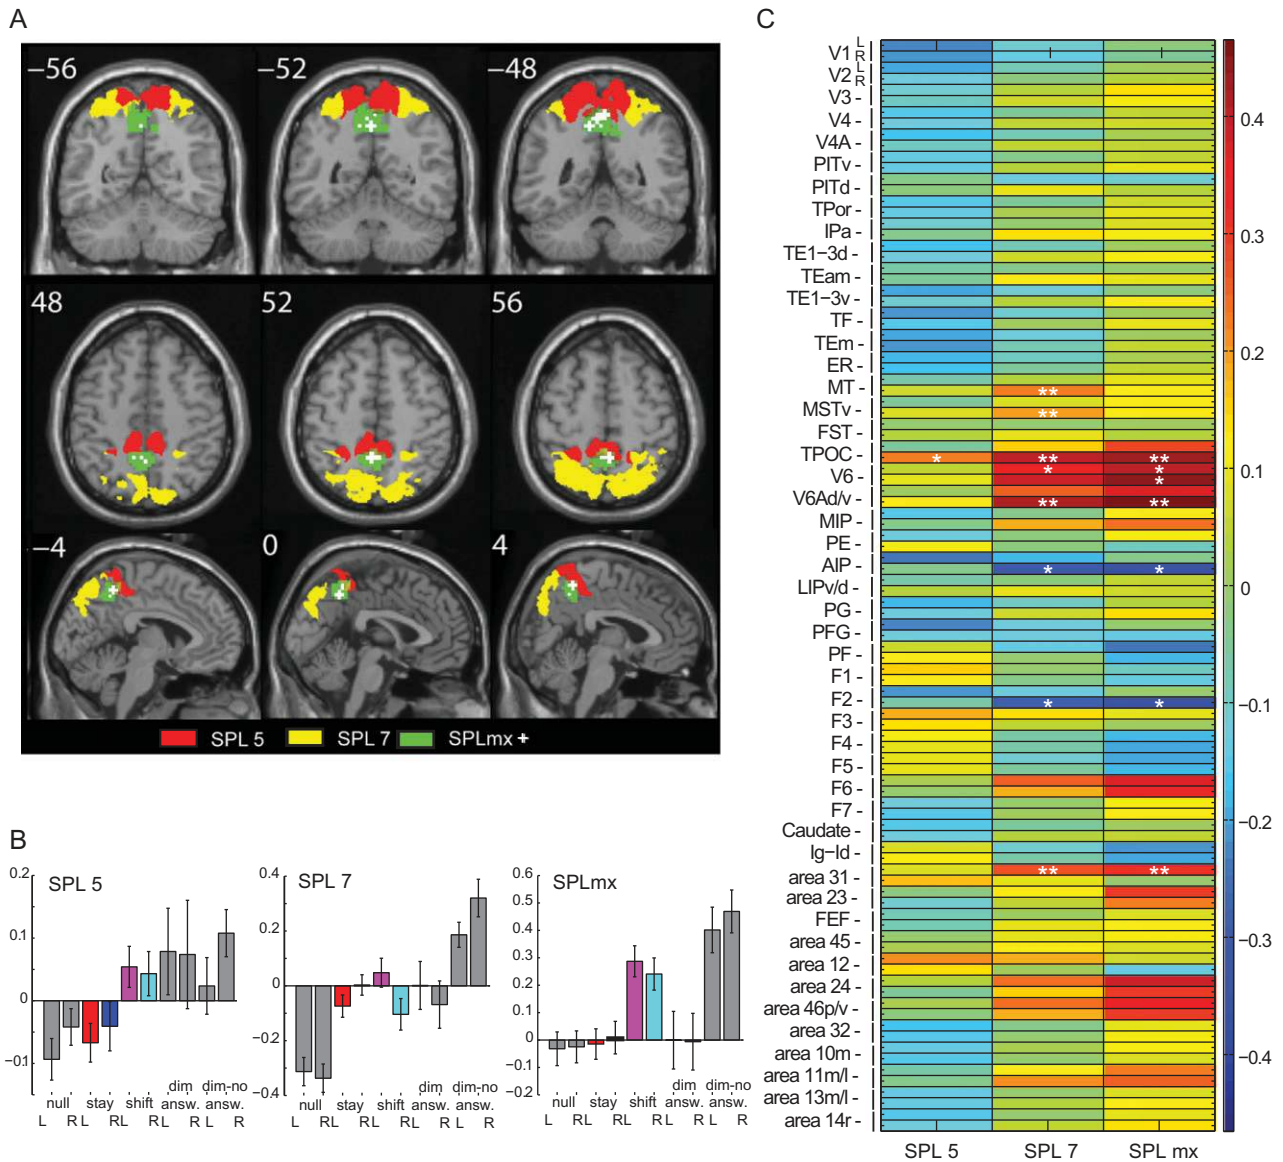 A
−56
−52
−48
48
52
56
−4
0
4
SPL 5
SPL 7
SPLmx +
B
SPL 5
0.2
0.1
0
−0.1
null
stay
shift
dim answ.
dim-no answ.
L R L R L R L R L R
SPL 7
0.4
0.2
0
−0.2
−0.4
null
stay
shift
dim answ.
dim-no answ.
L R L R L R L R L R
SPLmx
0.6
0.5
0.4
0.3
0.2
0.1
0
−0.1
−0.2
null
stay
shift
dim answ.
dim-no answ.
L R L R L R L R L R
C
V1 L R
V2 L R
V3
V4
V4A
PITv
PITd
TPor
IPa
TE1−3d
TEam
TE1−3v
TF
TEm
ER
MT
**
MSTv
**
FST
TPOC
* ** **
V6
* *
*
V6Ad/v
** **
MIP
PE
AIP
* *
LIPv/d
PG
PFG
PF
F1
F2
* *
F3
F4
F5
F6
F7
Caudate
Ig−Id
area 31
** **
area 23
FEF
area 45
area 12
area 24
area 46p/v
area 32
area 10m
area 11m/l
area 13m/l
area 14r
SPL 5
SPL 7
SPL mx
0.4
0.3
0.2
0.1
0
−0.1
−0.2
−0.3
−0.4